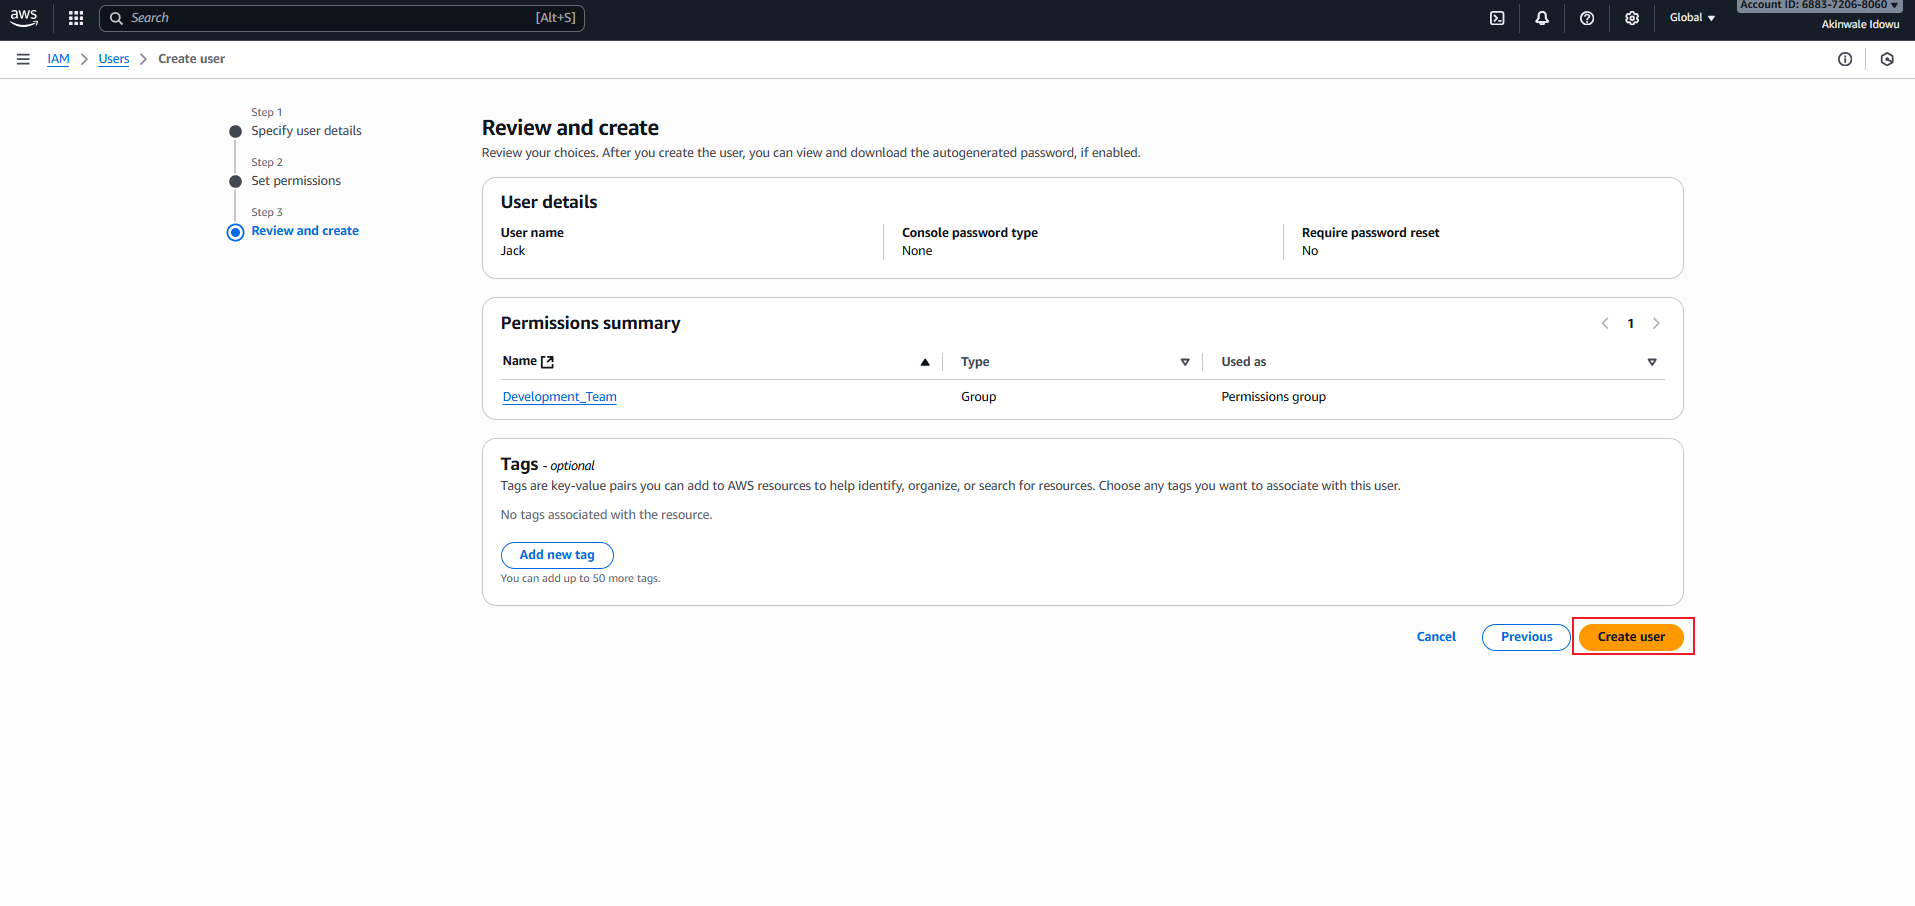 aws
Search
[Alt+S]
Global
Account ID: 6883-7206-8060
Akinwale Idowu
IAM
Users
Create user
Step 1
Specify user details
Step 2
Set permissions
Step 3
Review and create
Review and create
Review your choices. After you create the user, you can view and download the autogenerated password, if enabled.
User details
User name
Console password type
Require password reset
Jack
None
No
Permissions summary
1
Name
Type
Used as
Development_Team
Group
Permissions group
Tags - optional
Tags are key-value pairs you can add to AWS resources to help identify, organize, or search for resources. Choose any tags you want to associate with this user.
No tags associated with the resource.
Add new tag
You can add up to 50 more tags.
Cancel
Previous
Create user